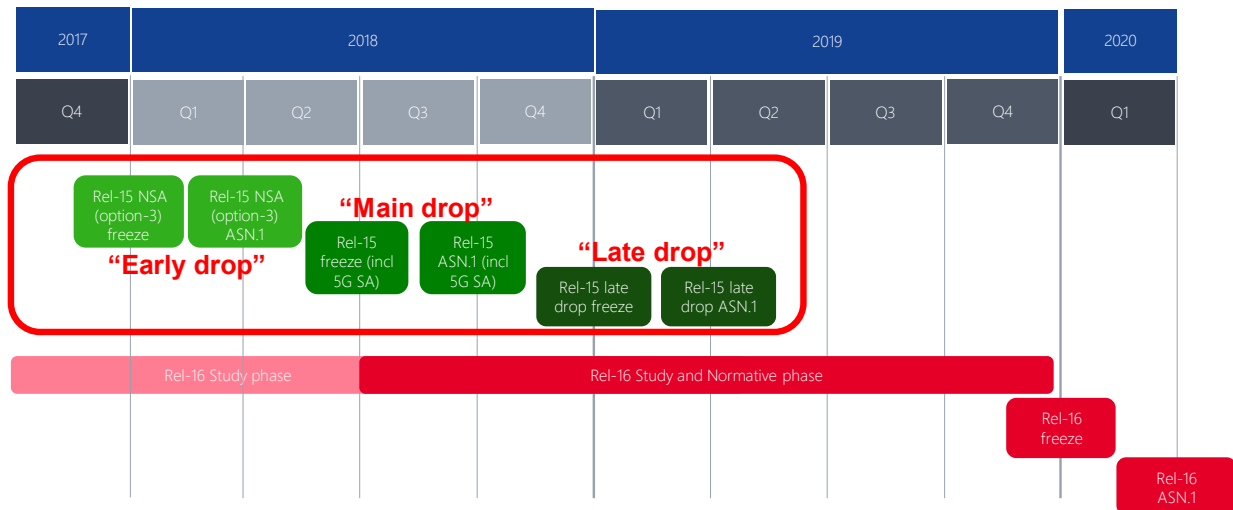 2017
2018
2019
2020
Q4
Q1
Q2
Q3
Q4
Q1
Q2
Q3
Q4
Q1
Rel-15 NSA
(option-3)
freeze
Rel-15 NSA
(option-3)
ASN.1
“Early drop”
“Main drop”
Rel-15
freeze (incl
5G SA)
Rel-15
ASN.1 (incl
5G SA)
“Late drop”
Rel-15 late
drop freeze
Rel-15 late
drop ASN.1
Rel-16 Study phase
Rel-16 Study and Normative phase
Rel-16
freeze
Rel-16
ASN.1